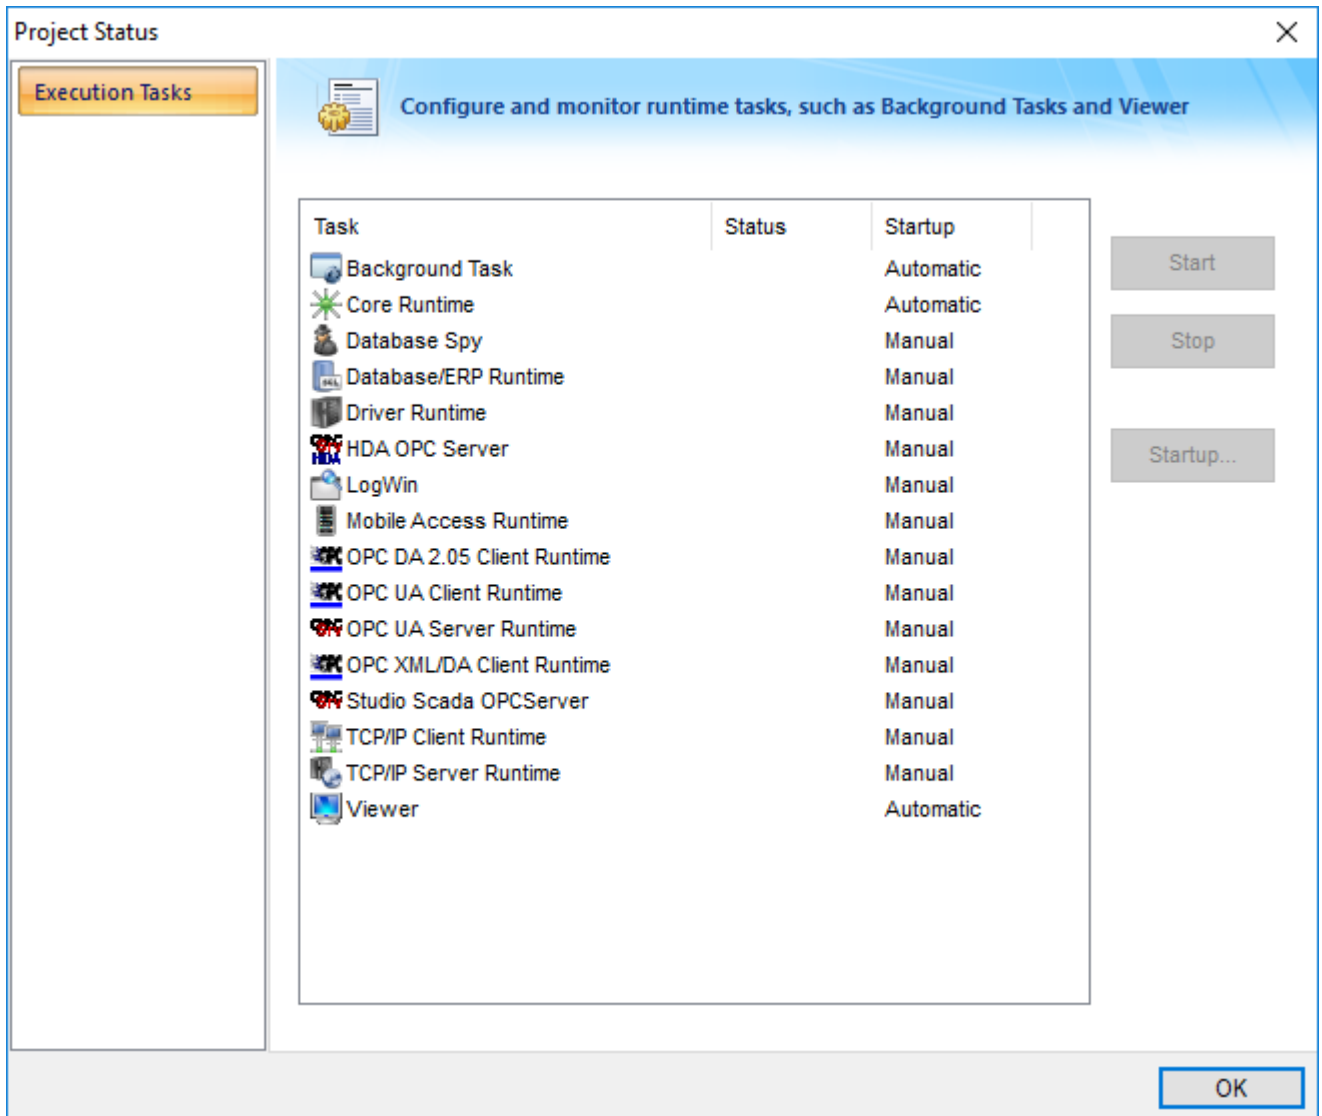 Project Status
Execution Tasks
Configure and monitor runtime tasks, such as Background Tasks and Viewer
Task Status Startup
Background Task Automatic
Core Runtime Automatic
Database Spy Manual
Database/ERP Runtime Manual
Driver Runtime Manual
HDA OPC Server Manual
LogWin Manual
Mobile Access Runtime Manual
OPC DA 2.05 Client Runtime Manual
OPC UA Client Runtime Manual
OPC UA Server Runtime Manual
OPC XML/DA Client Runtime Manual
Studio Scada OPCServer Manual
TCP/IP Client Runtime Manual
TCP/IP Server Runtime Manual
Viewer Automatic
Start
Stop
Startup...
OK